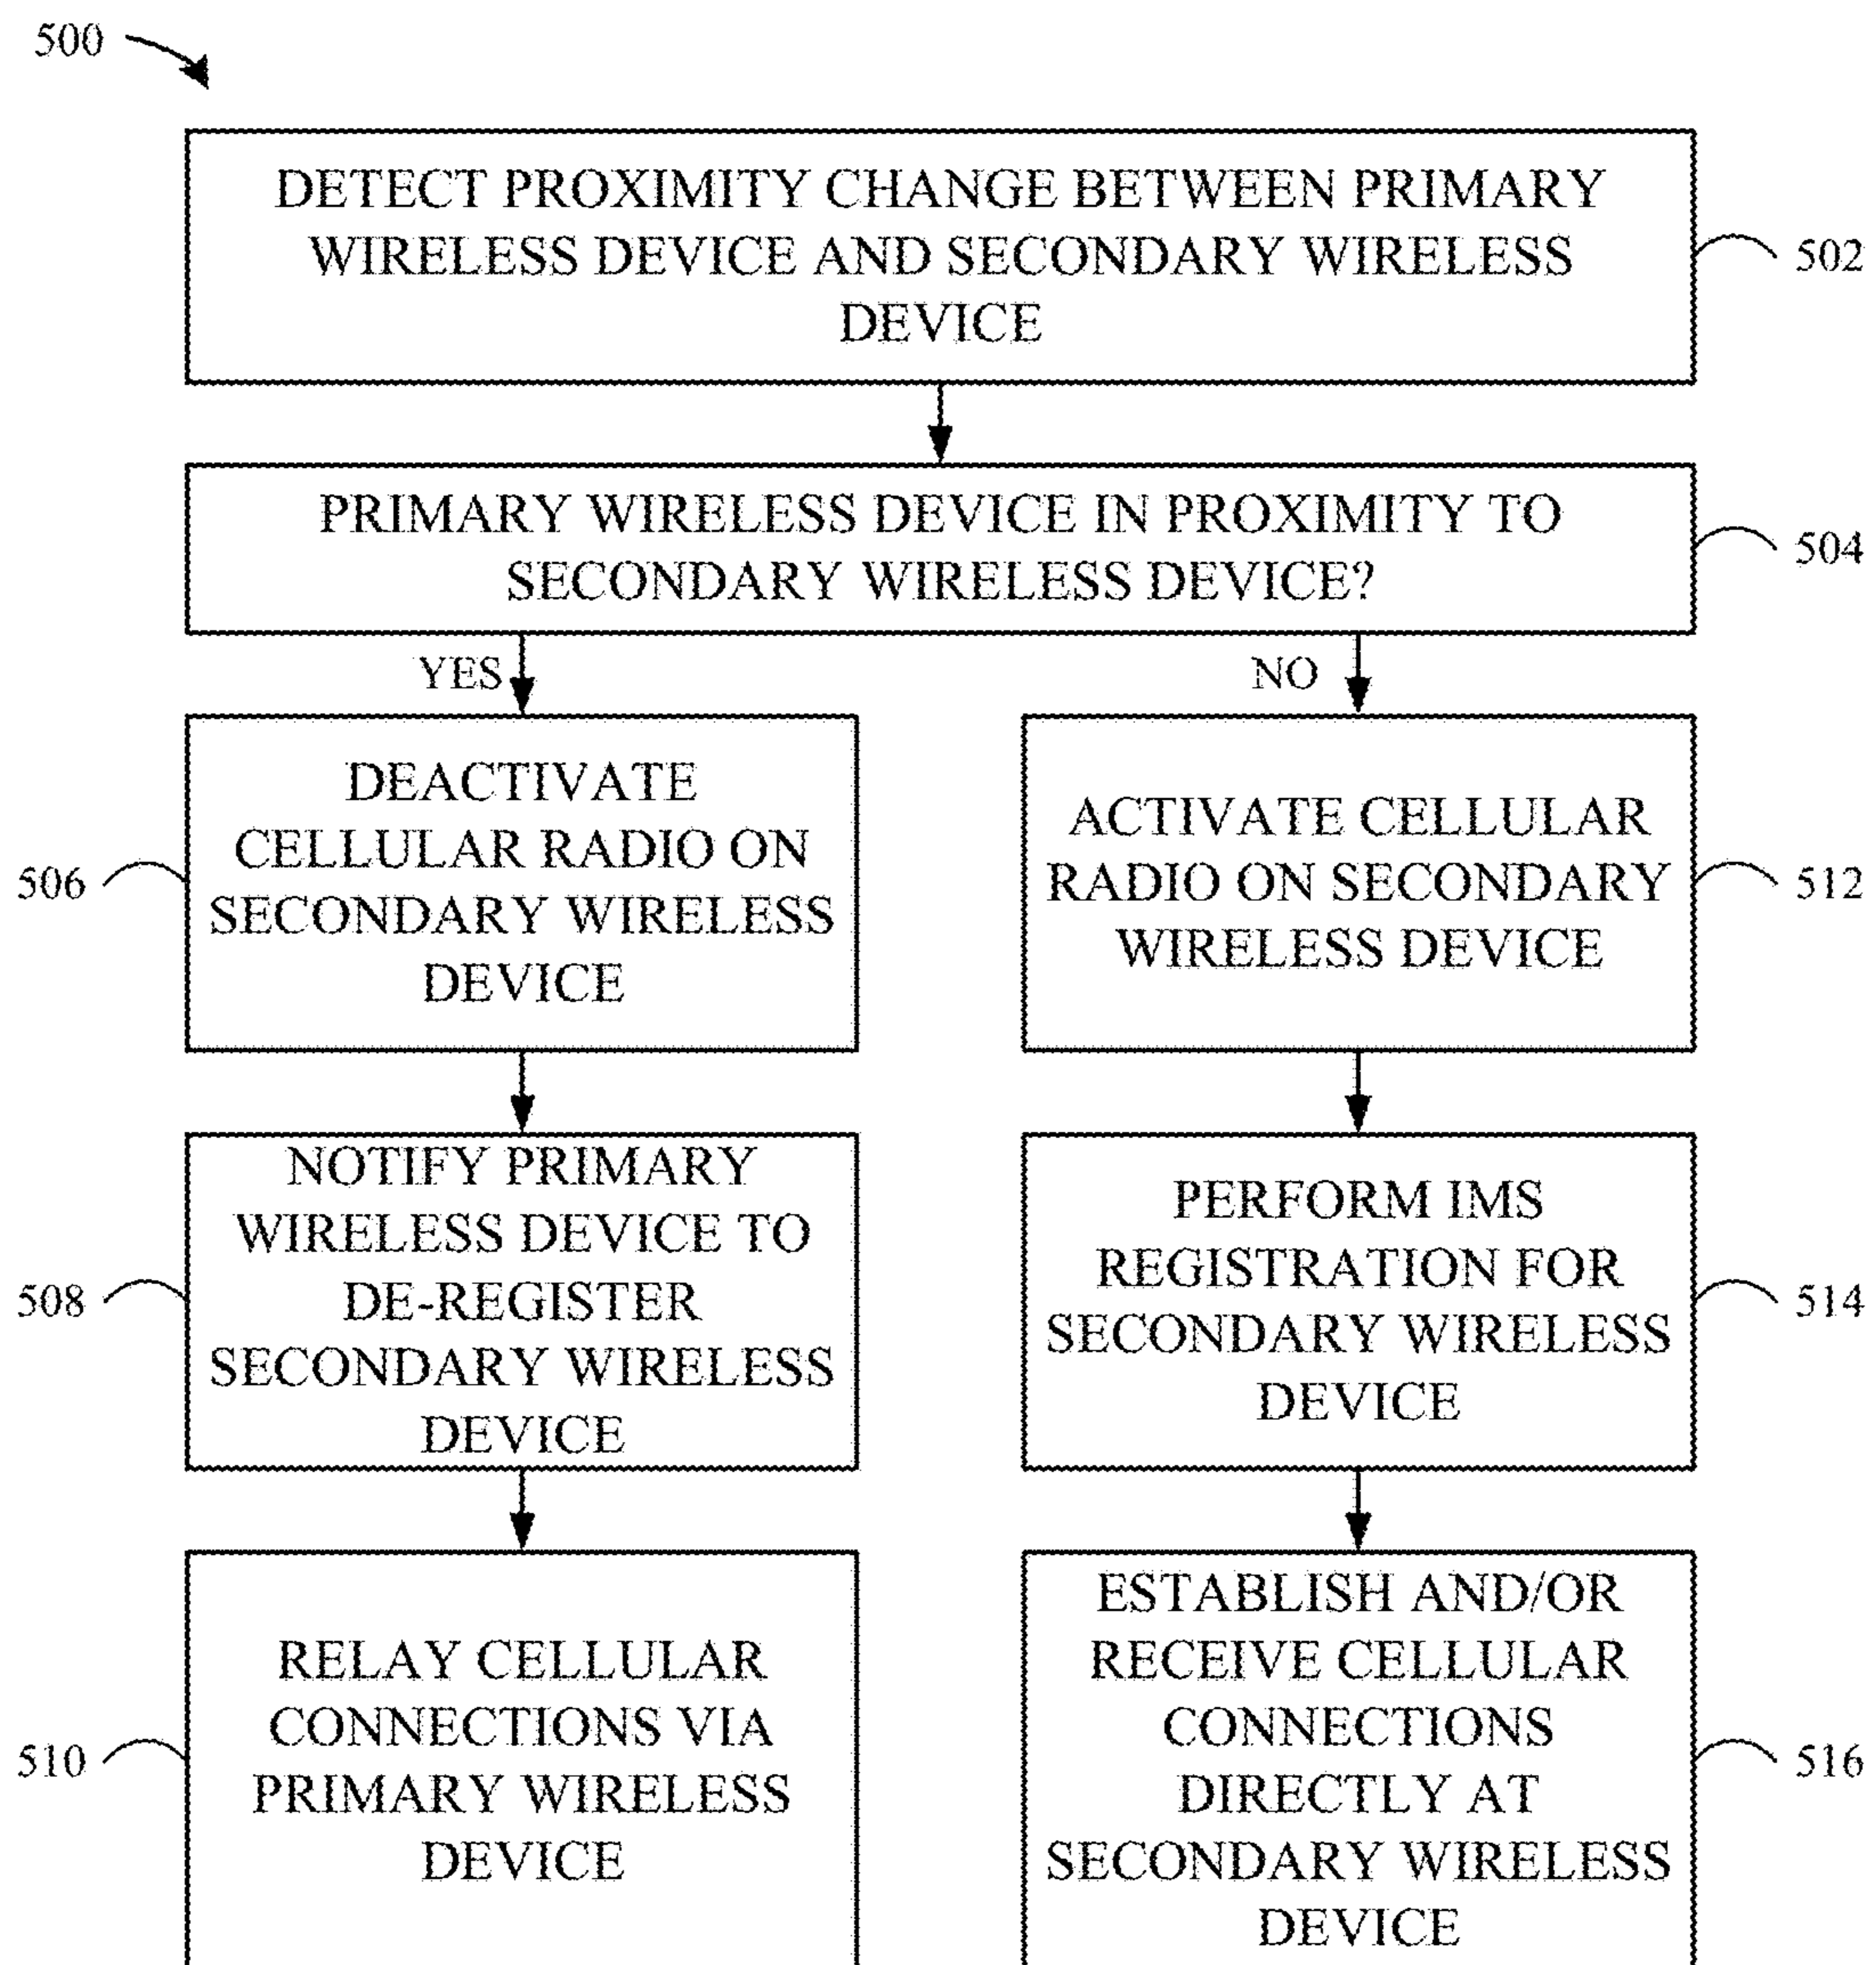 500
DETECT PROXIMITY CHANGE BETWEEN PRIMARY
WIRELESS DEVICE AND SECONDARY WIRELESS
DEVICE
502
PRIMARY WIRELESS DEVICE IN PROXIMITY TO
SECONDARY WIRELESS DEVICE?
504
YES
NO
DEACTIVATE
CELLULAR RADIO ON
SECONDARY WIRELESS
DEVICE
506
ACTIVATE CELLULAR
RADIO ON SECONDARY
WIRELESS DEVICE
512
NOTIFY PRIMARY
WIRELESS DEVICE TO
DE-REGISTER
SECONDARY WIRELESS
DEVICE
508
PERFORM IMS
REGISTRATION FOR
SECONDARY WIRELESS
DEVICE
514
RELAY CELLULAR
CONNECTIONS VIA
PRIMARY WIRELESS
DEVICE
510
ESTABLISH AND/OR
RECEIVE CELLULAR
CONNECTIONS
DIRECTLY AT
SECONDARY WIRELESS
DEVICE
516